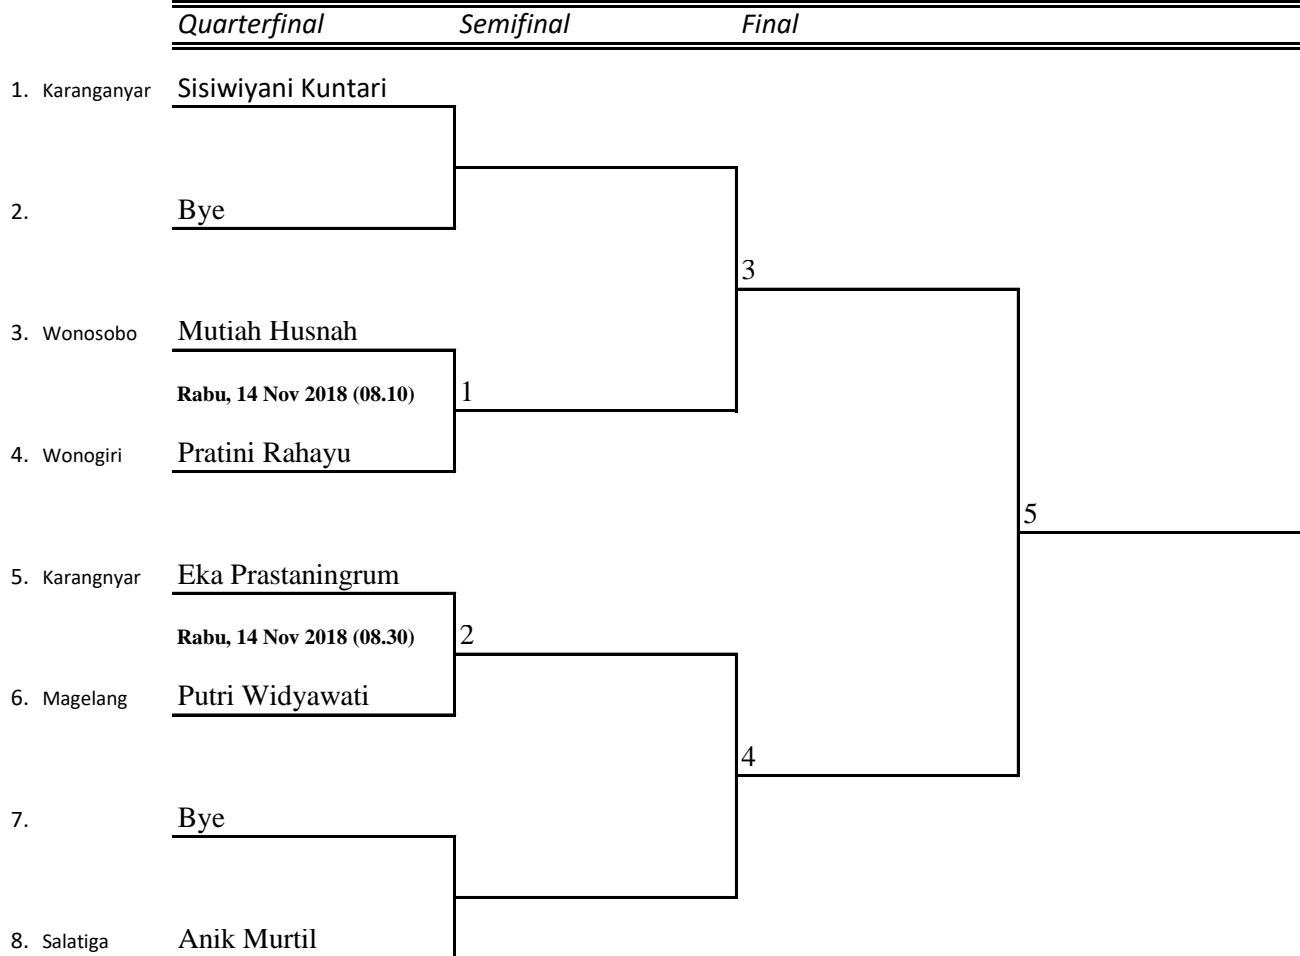 Quarterfinal Semifinal Final
1. Karanganyar Sisiwiyani Kuntari
2. Bye
3
3. Wonosobo Mutiah Husnah
Rabu, 14 Nov 2018 (08.10) 1
4. Wonogiri Pratini Rahayu
5
5. Karangnyar Eka Prastaningrum
Rabu, 14 Nov 2018 (08.30) 2
6. Magelang Putri Widyawati
4
7. Bye
8. Salatiga Anik Murtil